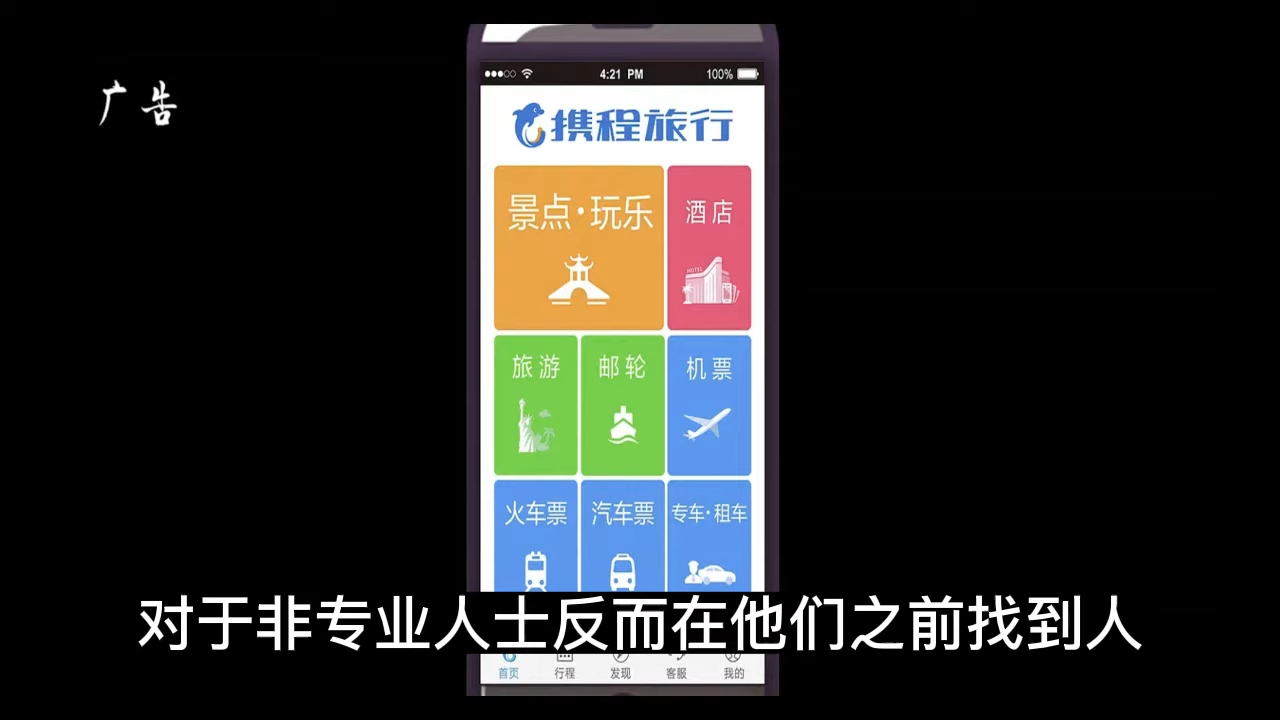 广告
4:21 PM
100%
携程旅行
景点·玩乐
酒店
HOTEL
旅游
邮轮
机票
火车票
汽车票
专车·租车
对于非专业人士反而在他们之前找到人
首页
行程
发现
客服
我的